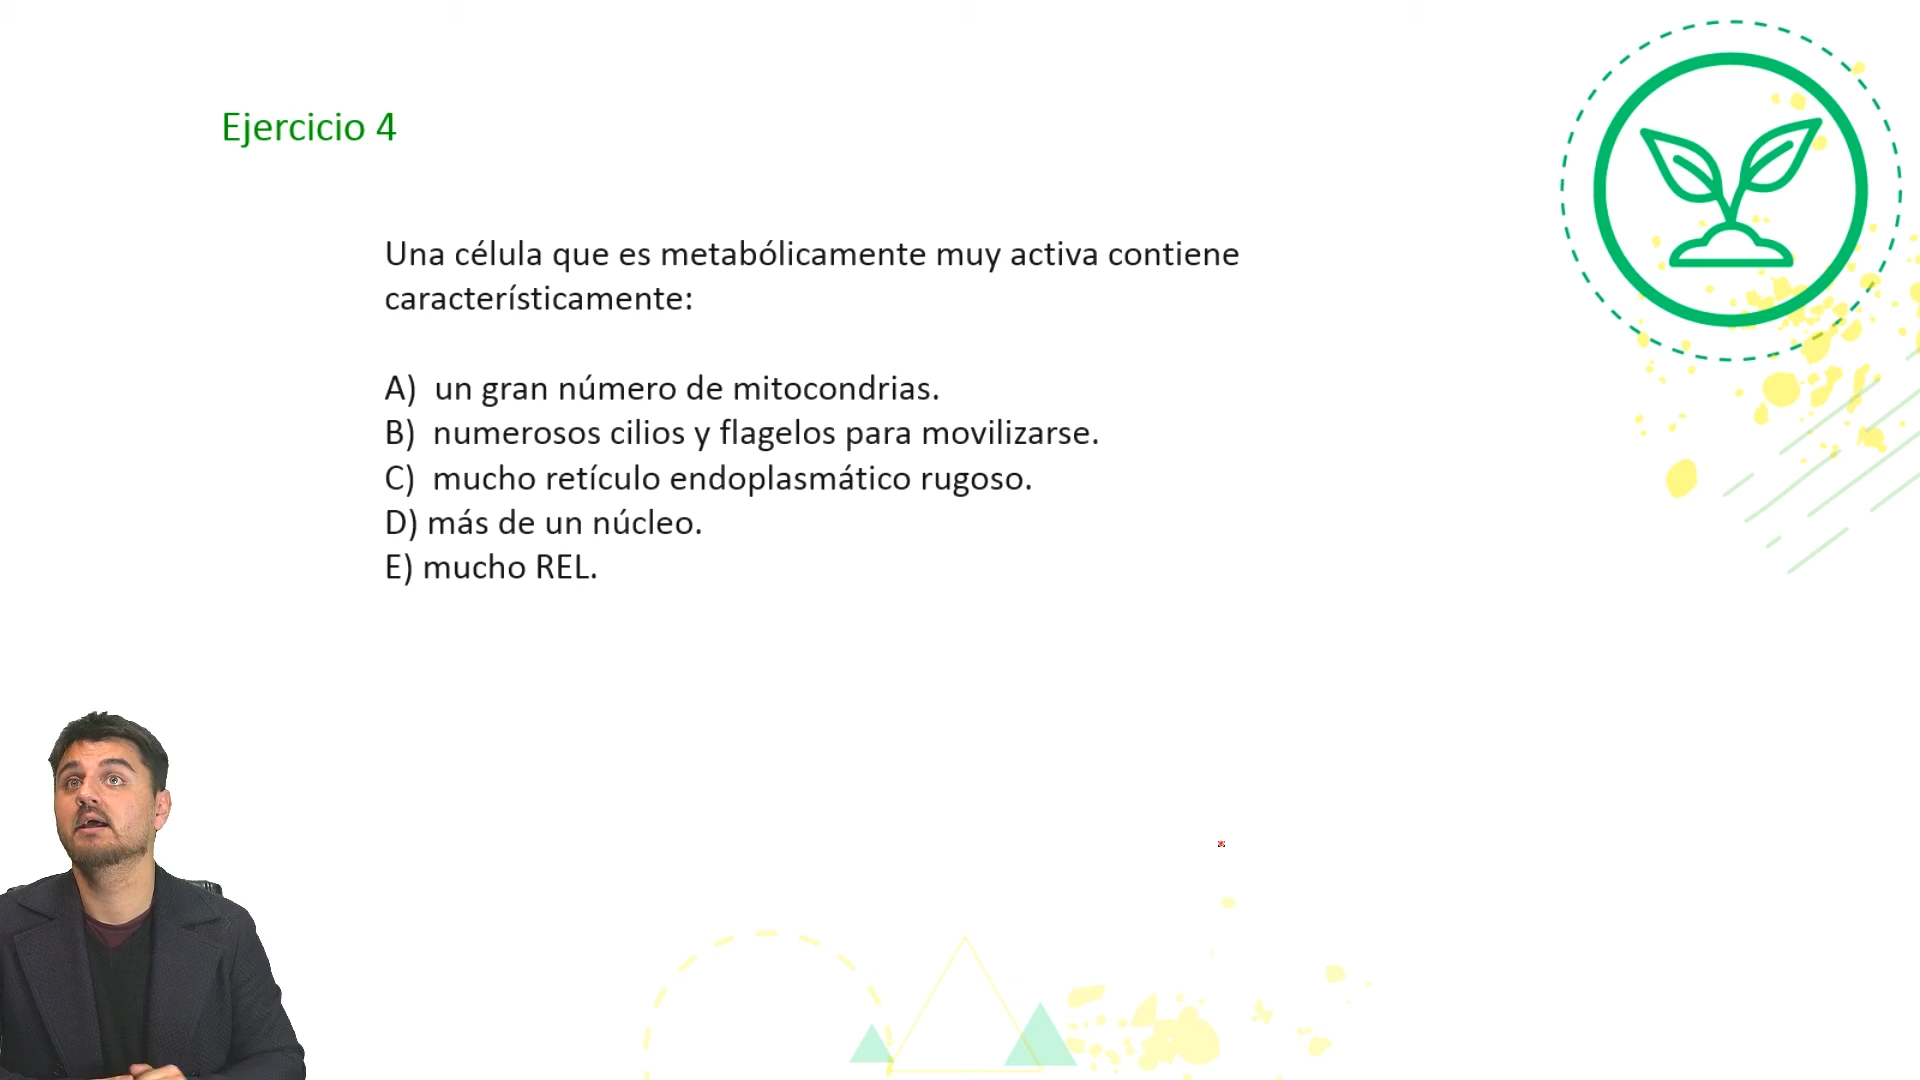 Ejercicio 4
Una célula que es metabólicamente muy activa contiene
característicamente:
A) un gran número de mitocondrias.
B) numerosos cilios y flagelos para movilizarse.
C) mucho retículo endoplasmático rugoso.
D) más de un núcleo.
E) mucho REL.